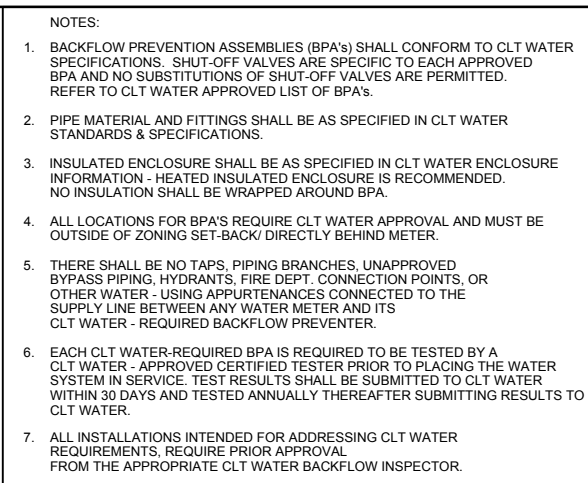 NOTES:
1. BACKFLOW PREVENTION ASSEMBLIES (BPA's) SHALL CONFORM TO CLT WATER
SPECIFICATIONS. SHUT-OFF VALVES ARE SPECIFIC TO EACH APPROVED
BPA AND NO SUBSTITUTIONS OF SHUT-OFF VALVES ARE PERMITTED.
REFER TO CLT WATER APPROVED LIST OF BPA's.
2. PIPE MATERIAL AND FITTINGS SHALL BE AS SPECIFIED IN CLT WATER
STANDARDS & SPECIFICATIONS.
3. INSULATED ENCLOSURE SHALL BE AS SPECIFIED IN CLT WATER ENCLOSURE
INFORMATION - HEATED INSULATED ENCLOSURE IS RECOMMENDED.
NO INSULATION SHALL BE WRAPPED AROUND BPA.
4. ALL LOCATIONS FOR BPA'S REQUIRE CLT WATER APPROVAL AND MUST BE
OUTSIDE OF ZONING SET-BACK/ DIRECTLY BEHIND METER.
5. THERE SHALL BE NO TAPS, PIPING BRANCHES, UNAPPROVED
BYPASS PIPING, HYDRANTS, FIRE DEPT. CONNECTION POINTS, OR
OTHER WATER - USING APPURTENANCES CONNECTED TO THE
SUPPLY LINE BETWEEN ANY WATER METER AND ITS
CLT WATER - REQUIRED BACKFLOW PREVENTER.
6. EACH CLT WATER-REQUIRED BPA IS REQUIRED TO BE TESTED BY A
CLT WATER - APPROVED CERTIFIED TESTER PRIOR TO PLACING THE WATER
SYSTEM IN SERVICE. TEST RESULTS SHALL BE SUBMITTED TO CLT WATER
WITHIN 30 DAYS AND TESTED ANNUALLY THEREAFTER SUBMITTING RESULTS TO
CLT WATER.
7. ALL INSTALLATIONS INTENDED FOR ADDRESSING CLT WATER
REQUIREMENTS, REQUIRE PRIOR APPROVAL
FROM THE APPROPRIATE CLT WATER BACKFLOW INSPECTOR.